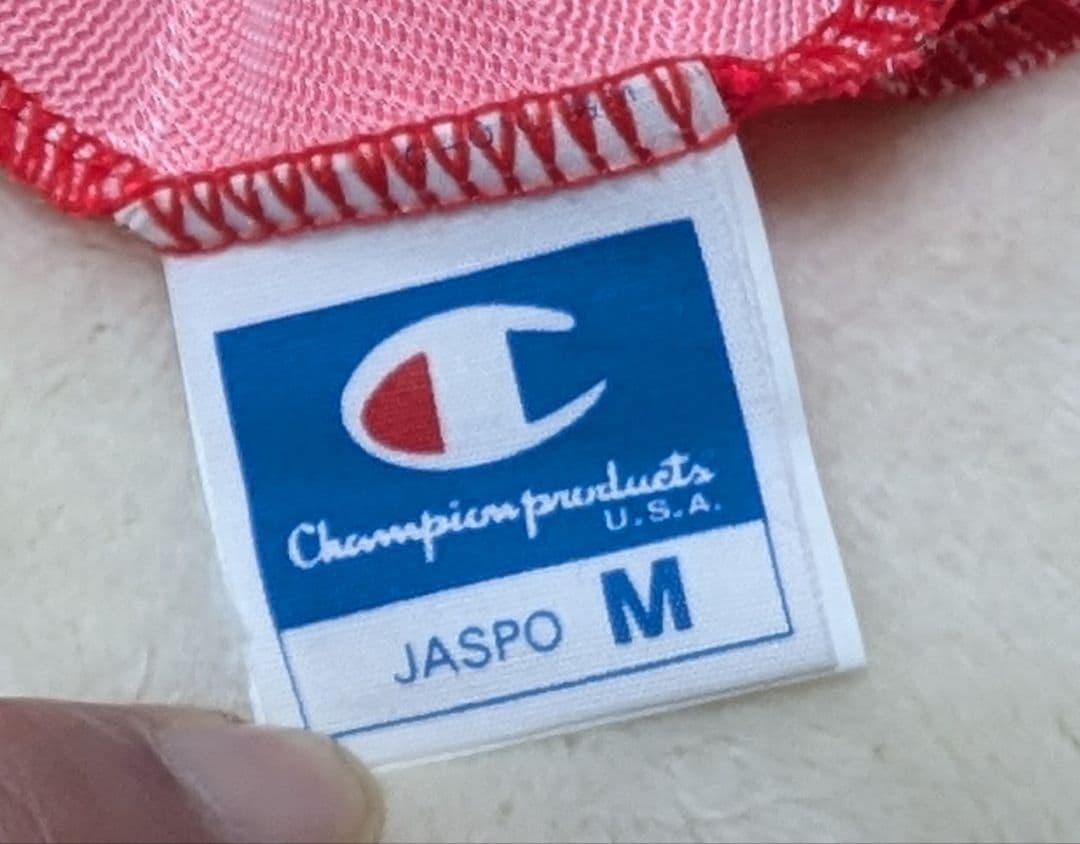 Champion products
U.S.A.
JASPO M